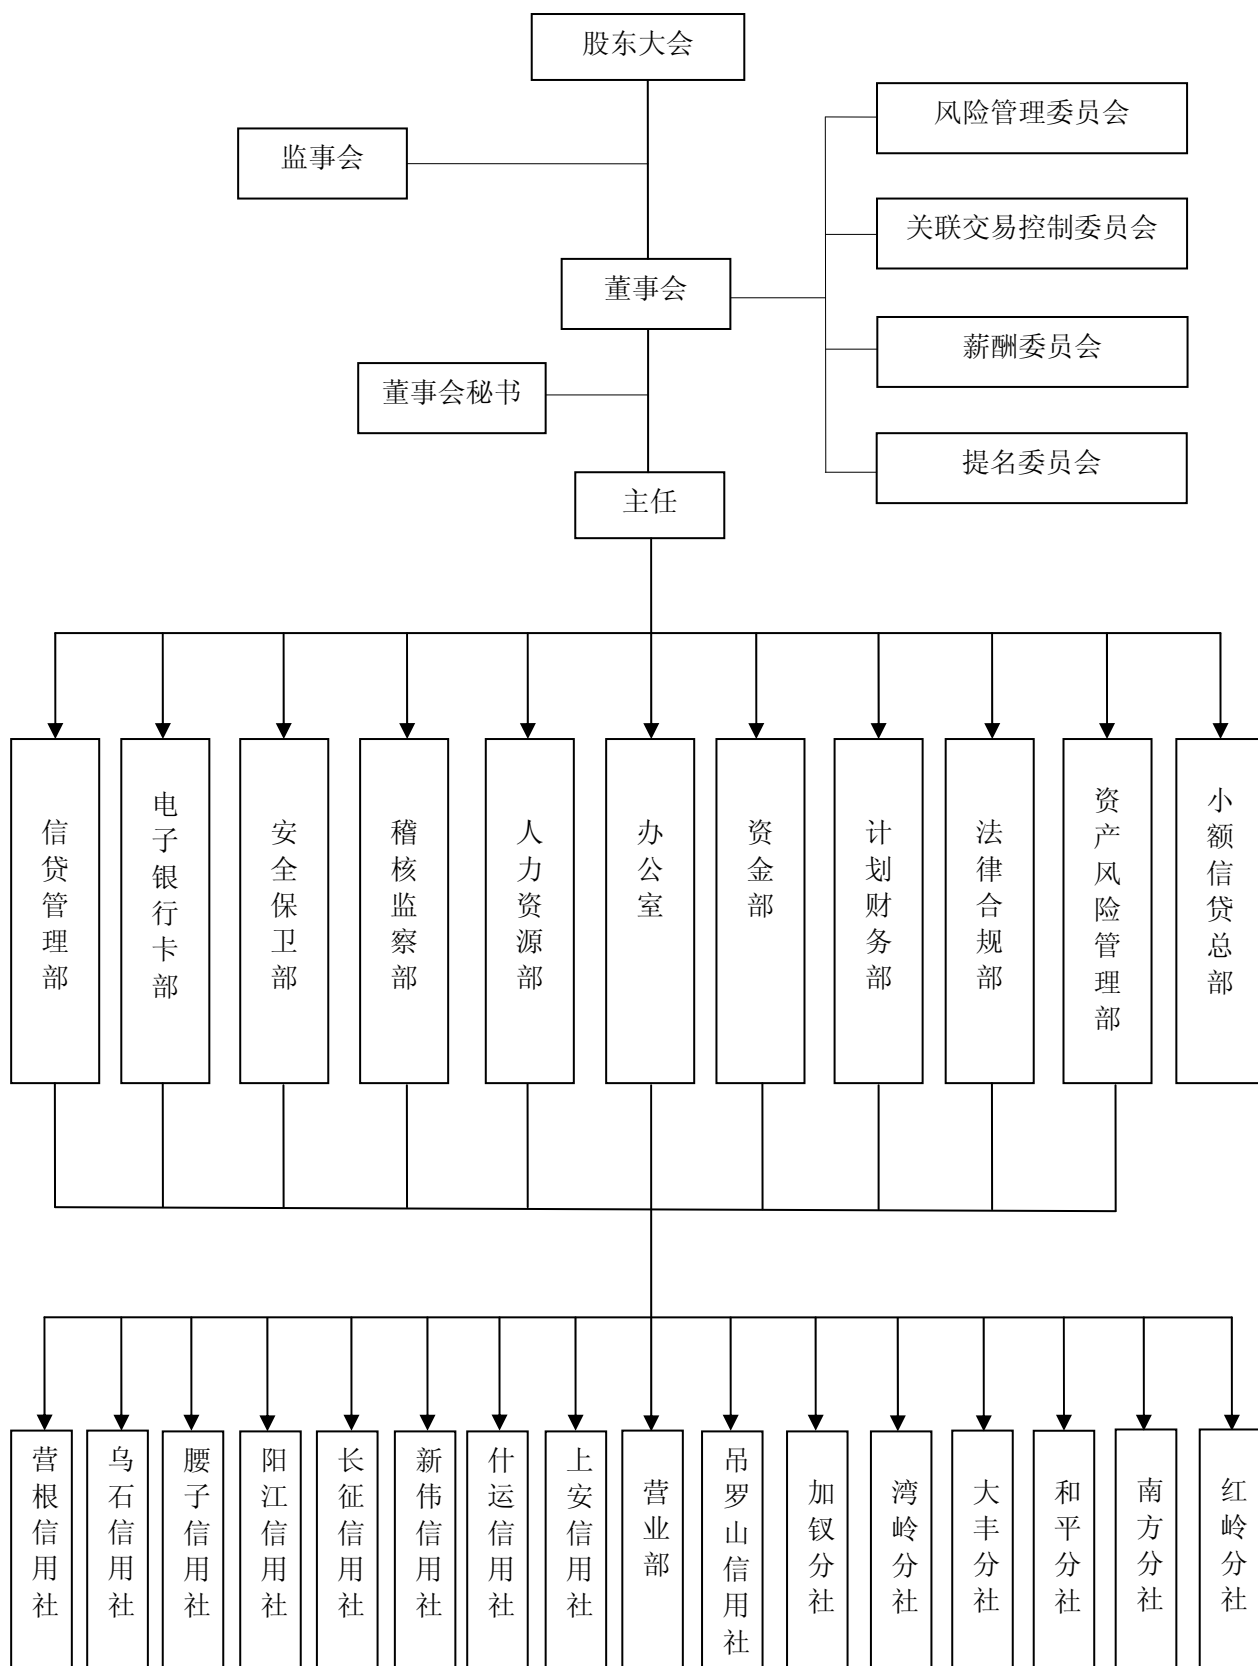 股东大会
风险管理委员会
监事会
关联交易控制委员会
董事会
薪酬委员会
董事会秘书
提名委员会
主任
信贷管理部
电子银行卡部
安全保卫部
稽核监察部
人力资源部
办公室
资金部
计划财务部
法律合规部
资产风险管理部
小额信贷总部
营根信用社
乌石信用社
腰子信用社
阳江信用社
长征信用社
新伟信用社
什运信用社
上安信用社
营业部
吊罗山信用社
加钗分社
湾岭分社
大丰分社
和平分社
南方分社
红岭分社